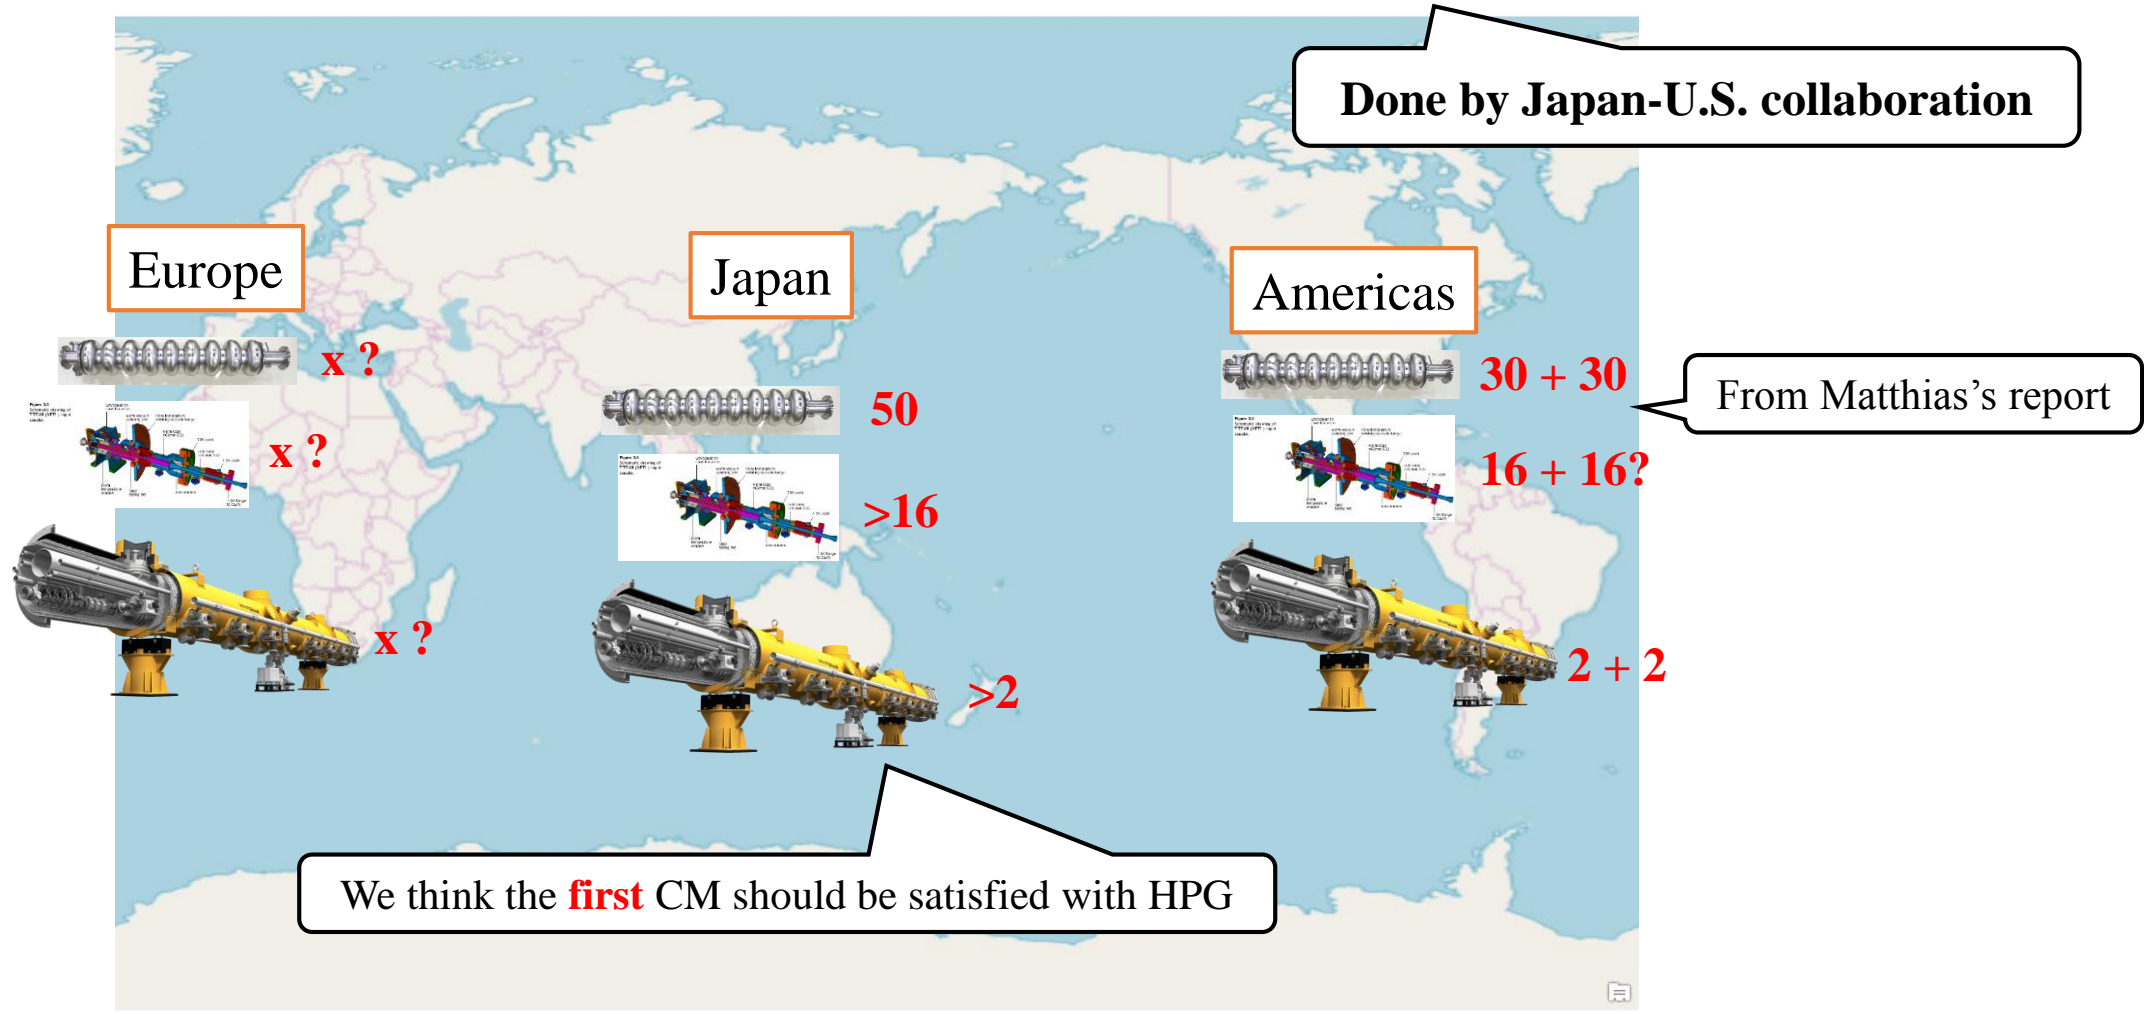 Done by Japan-U.S. collaboration
Europe
Japan
Americas
x ?
50
30 + 30
From Matthias's report
x ?
>16
16 + 16?
x ?
>2
2 + 2
We think the first CM should be satisfied with HPG